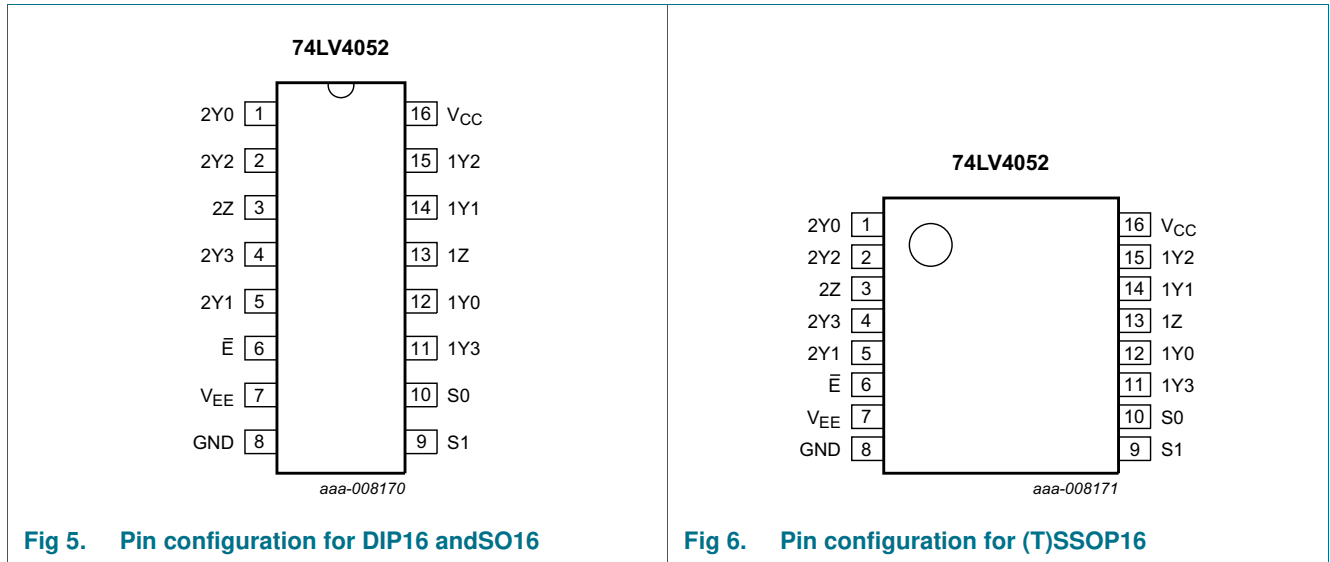 74LV4052
2Y0 1 16 VCC
2Y2 2 15 1Y2
2Z 3 14 1Y1
2Y3 4 13 1Z
2Y1 5 12 1Y0
E̅ 6 11 1Y3
VEE 7 10 S0
GND 8 9 S1
aaa-008170
Fig 5. Pin configuration for DIP16 andSO16
74LV4052
2Y0 1 16 VCC
2Y2 2 15 1Y2
2Z 3 14 1Y1
2Y3 4 13 1Z
2Y1 5 12 1Y0
E̅ 6 11 1Y3
VEE 7 10 S0
GND 8 9 S1
aaa-008171
Fig 6. Pin configuration for (T)SSOP16